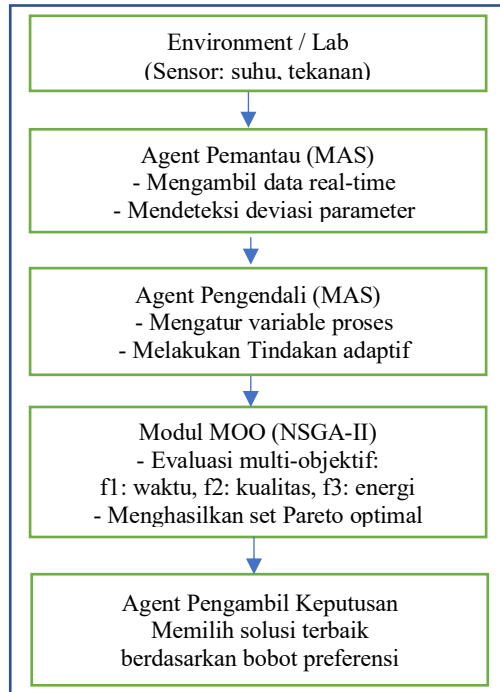 Environment / Lab
(Sensor: suhu, tekanan)
Agent Pemantau (MAS)
- Mengambil data real-time
- Mendeteksi deviasi parameter
Agent Pengendali (MAS)
- Mengatur variable proses
- Melakukan Tindakan adaptif
Modul MOO (NSGA-II)
- Evaluasi multi-objektif:
f1: waktu, f2: kualitas, f3: energi
- Menghasilkan set Pareto optimal
Agent Pengambil Keputusan
Memilih solusi terbaik
berdasarkan bobot preferensi